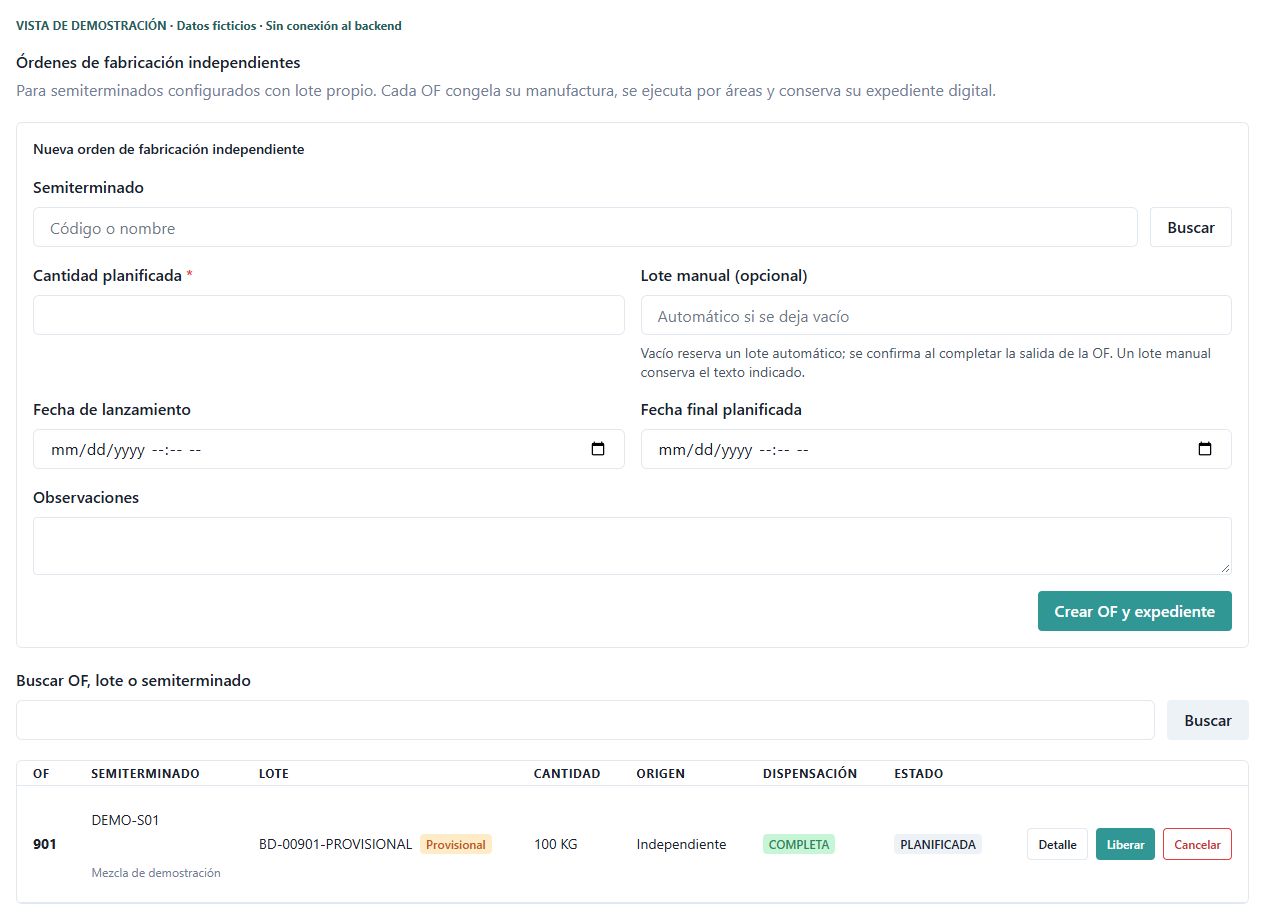 VISTA DE DEMOSTRACIÓN · Datos ficticios · Sin conexión al backend
Órdenes de fabricación independientes
Para semiterminados configurados con lote propio. Cada OF congela su manufactura, se ejecuta por áreas y conserva su expediente digital.
Nueva orden de fabricación independiente
Semiterminado
Código o nombre
Buscar
Cantidad planificada *
Lote manual (opcional)
Automático si se deja vacío
Vacío reserva un lote automático; se confirma al completar la salida de la OF. Un lote manual
conserva el texto indicado.
Fecha de lanzamiento
Fecha final planificada
mm/dd/yyyy --:-- --
mm/dd/yyyy --:-- --
Observaciones
Crear OF y expediente
Buscar OF, lote o semiterminado
Buscar
OF SEMITERMINADO LOTE CANTIDAD ORIGEN DISPENSACIÓN ESTADO
DEMO-S01
901 BD-00901-PROVISIONAL Provisional 100 KG Independiente COMPLETA PLANIFICADA Detalle Liberar Cancelar
Mezcla de demostración